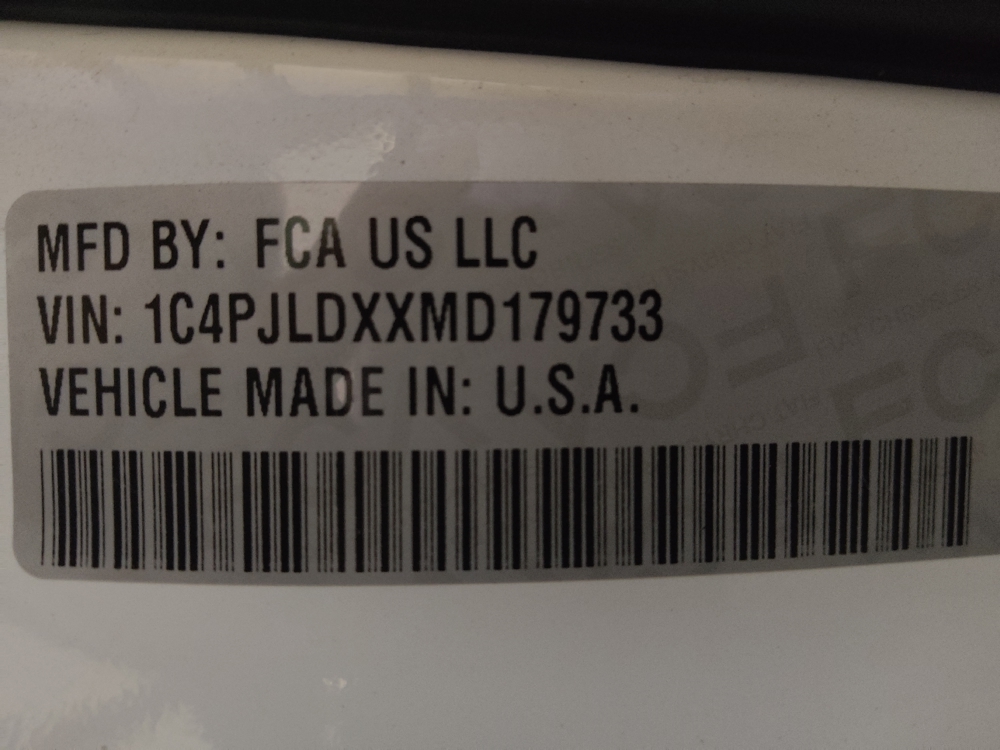 MFD BY: FCA US LLC
VIN: 1C4PJLDXXMD179733
VEHICLE MADE IN: U.S.A.